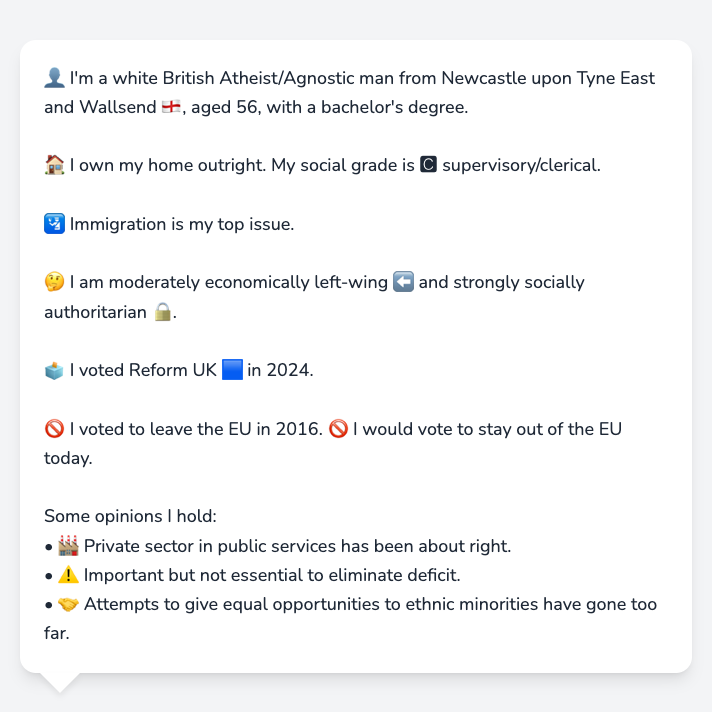 👤 I'm a white British Atheist/Agnostic man from Newcastle upon Tyne East
and Wallsend 🏴󠁧󠁢󠁥󠁮󠁧󠁿, aged 56, with a bachelor's degree.
🏠 I own my home outright. My social grade is 🅲 supervisory/clerical.
🛂 Immigration is my top issue.
🤔 I am moderately economically left-wing ⬅️ and strongly socially
authoritarian 🔒.
🗳️ I voted Reform UK 🟦 in 2024.
🚫 I voted to leave the EU in 2016. 🚫 I would vote to stay out of the EU
today.
Some opinions I hold:
• 🏭 Private sector in public services has been about right.
• ⚠️ Important but not essential to eliminate deficit.
• 🤝 Attempts to give equal opportunities to ethnic minorities have gone too
far.